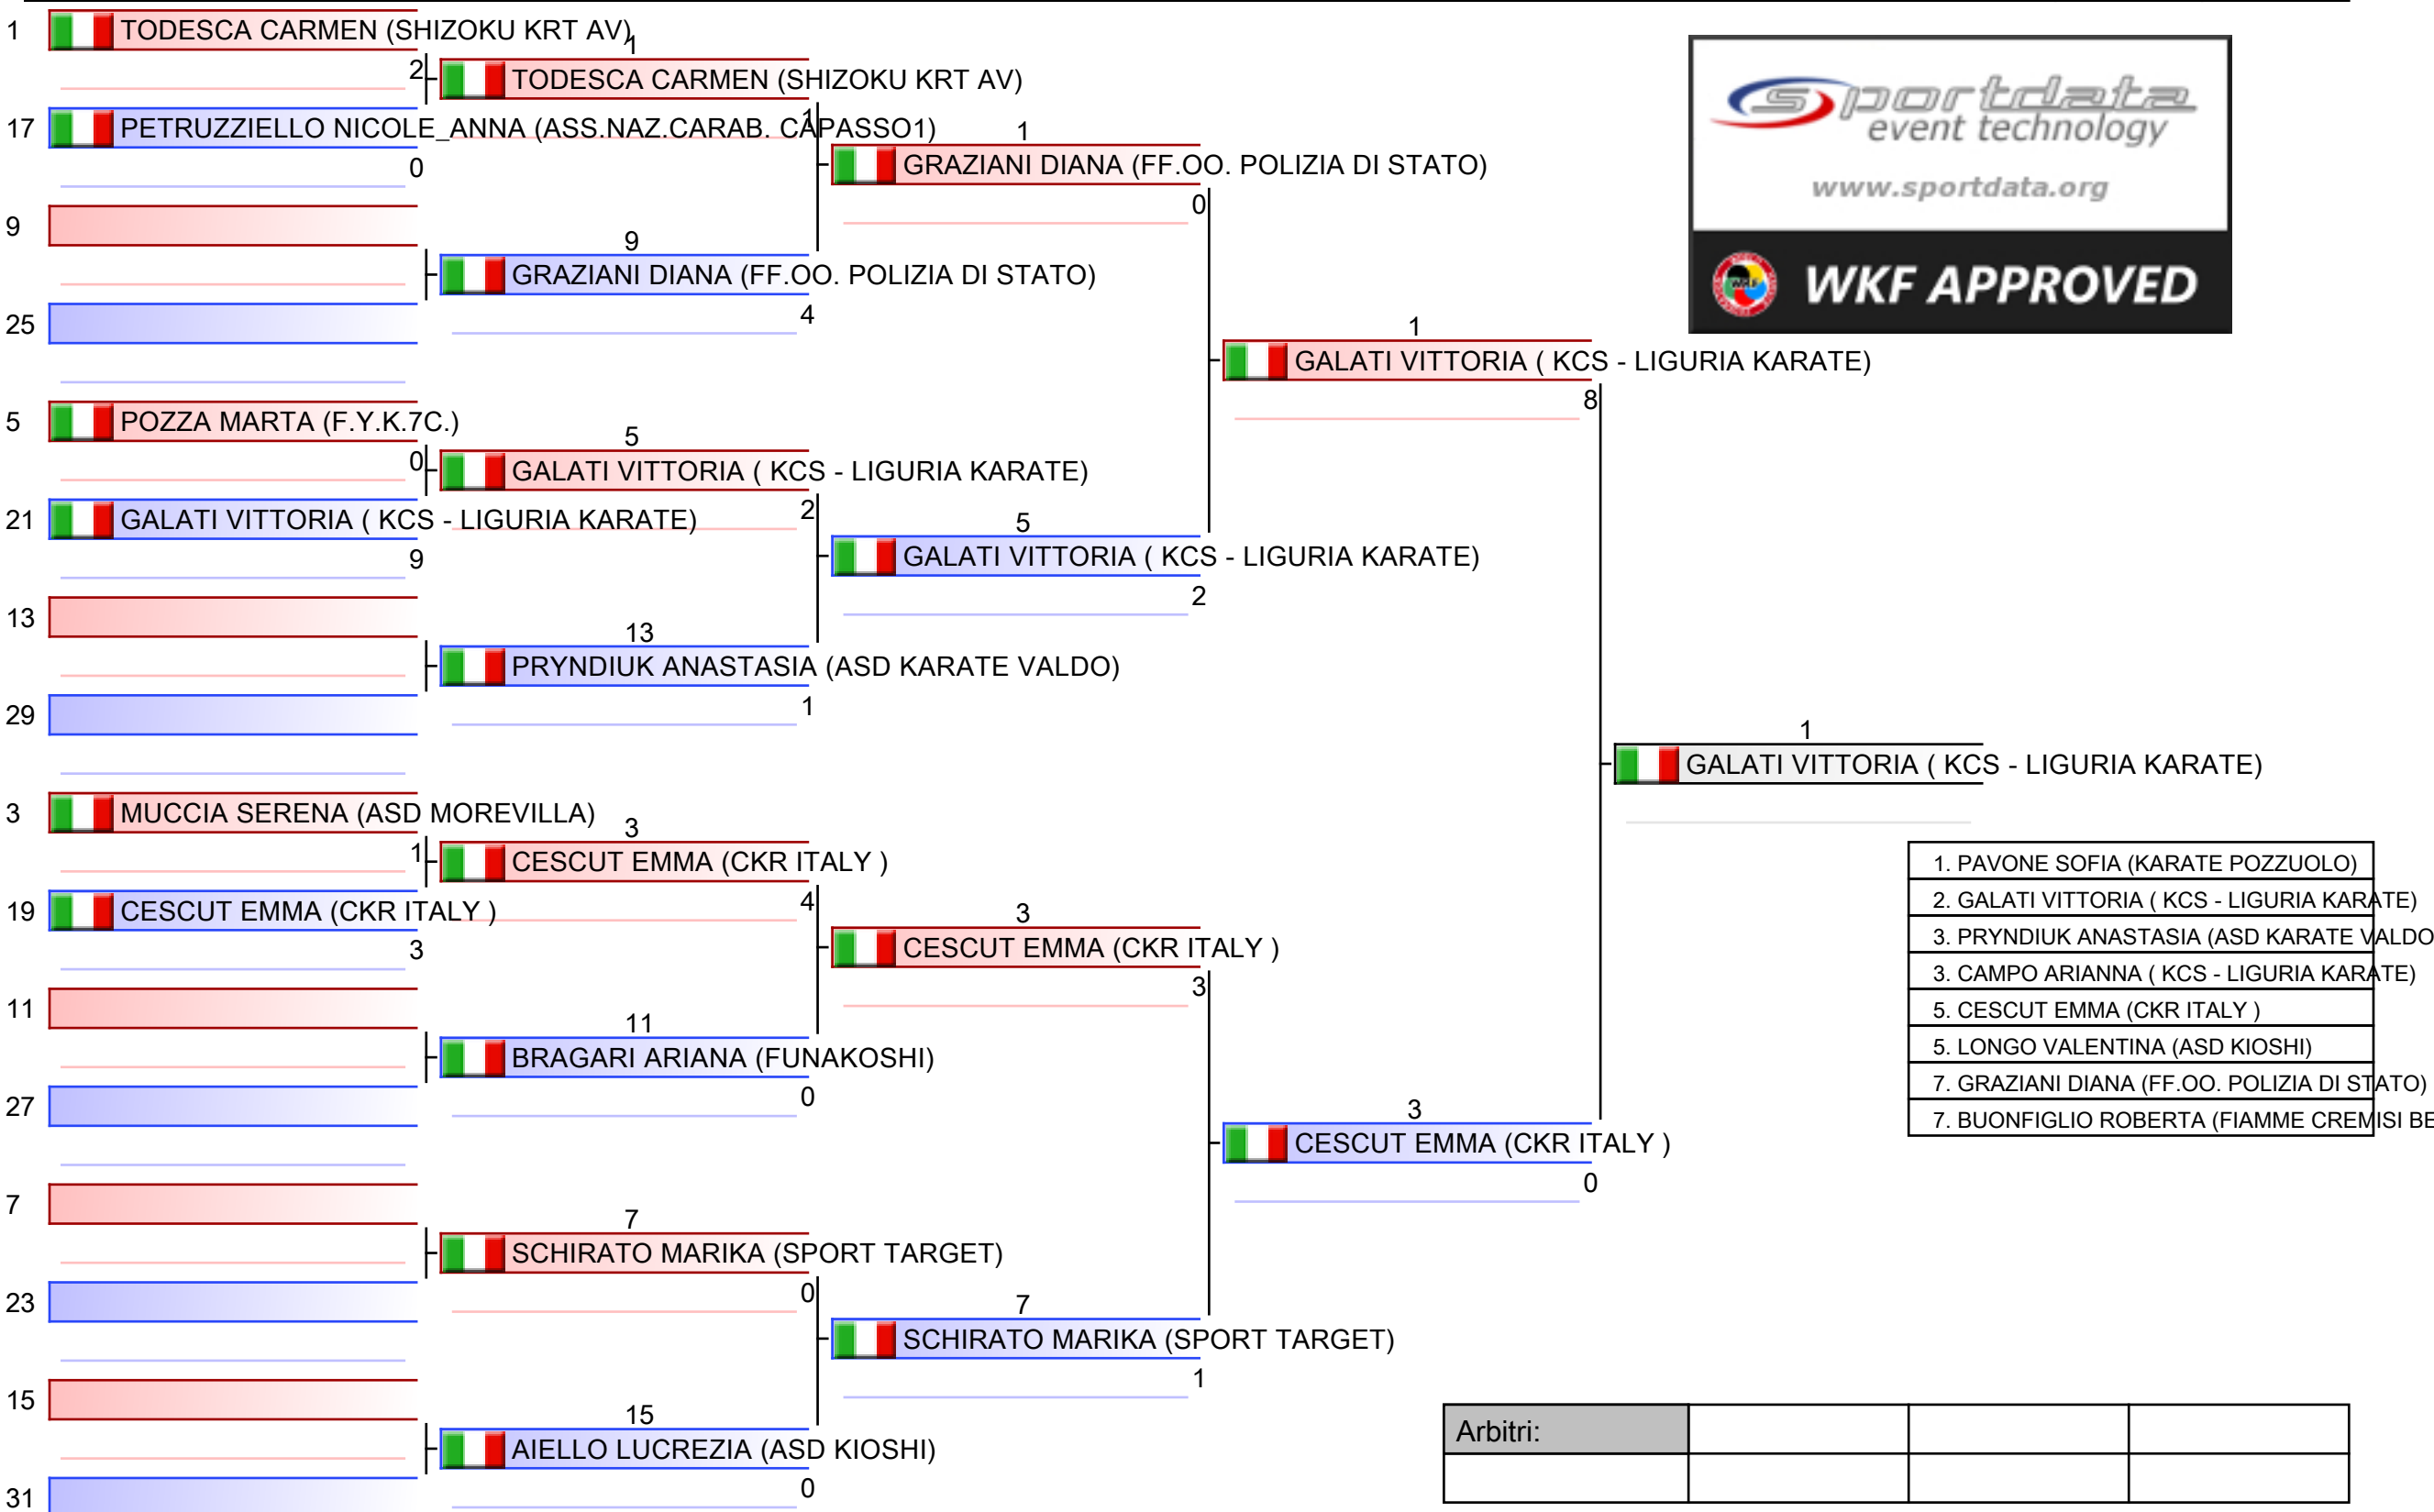 1 TODESCA CARMEN (SHIZOKU KRT AV)
1
2 TODESCA CARMEN (SHIZOKU KRT AV)
17 PETRUZZIELLO NICOLE_ANNA (ASS.NAZ.CARAB. CAPASSO1)
1
1
0
GRAZIANI DIANA (FF.OO. POLIZIA DI STATO)
0
9
9
GRAZIANI DIANA (FF.OO. POLIZIA DI STATO)
4
25
1
GALATI VITTORIA ( KCS - LIGURIA KARATE)
8
5 POZZA MARTA (F.Y.K.7C.)
5
0 GALATI VITTORIA ( KCS - LIGURIA KARATE)
2
21 GALATI VITTORIA ( KCS - LIGURIA KARATE)
9
5
GALATI VITTORIA ( KCS - LIGURIA KARATE)
2
13
13
PRYNDIUK ANASTASIA (ASD KARATE VALDO)
1
29
1
GALATI VITTORIA ( KCS - LIGURIA KARATE)
3 MUCCIA SERENA (ASD MOREVILLA)
3
1 CESCUT EMMA (CKR ITALY )
4
19 CESCUT EMMA (CKR ITALY )
3
3
CESCUT EMMA (CKR ITALY )
3
11
11
BRAGARI ARIANA (FUNAKOSHI)
0
27
3
CESCUT EMMA (CKR ITALY )
0
7
7
SCHIRATO MARIKA (SPORT TARGET)
0
23
7
SCHIRATO MARIKA (SPORT TARGET)
1
15
15
AIELLO LUCREZIA (ASD KIOSHI)
0
31
sportdata
event technology
www.sportdata.org
WKF
WKF APPROVED
1. PAVONE SOFIA (KARATE POZZUOLO)
2. GALATI VITTORIA ( KCS - LIGURIA KARATE)
3. PRYNDIUK ANASTASIA (ASD KARATE VALDO
3. CAMPO ARIANNA ( KCS - LIGURIA KARATE)
5. CESCUT EMMA (CKR ITALY )
5. LONGO VALENTINA (ASD KIOSHI)
7. GRAZIANI DIANA (FF.OO. POLIZIA DI STATO)
7. BUONFIGLIO ROBERTA (FIAMME CREMISI BE
Arbitri: